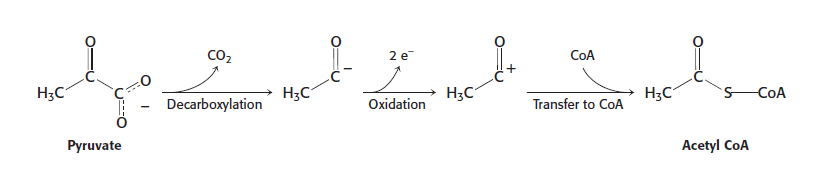 O
C
H₃C
C
O
O
−
Pyruvate
CO₂
Decarboxylation
O
C
−
H₃C
2 e⁻
Oxidation
O
C
+
H₃C
CoA
Transfer to CoA
O
C
H₃C
S—CoA
Acetyl CoA